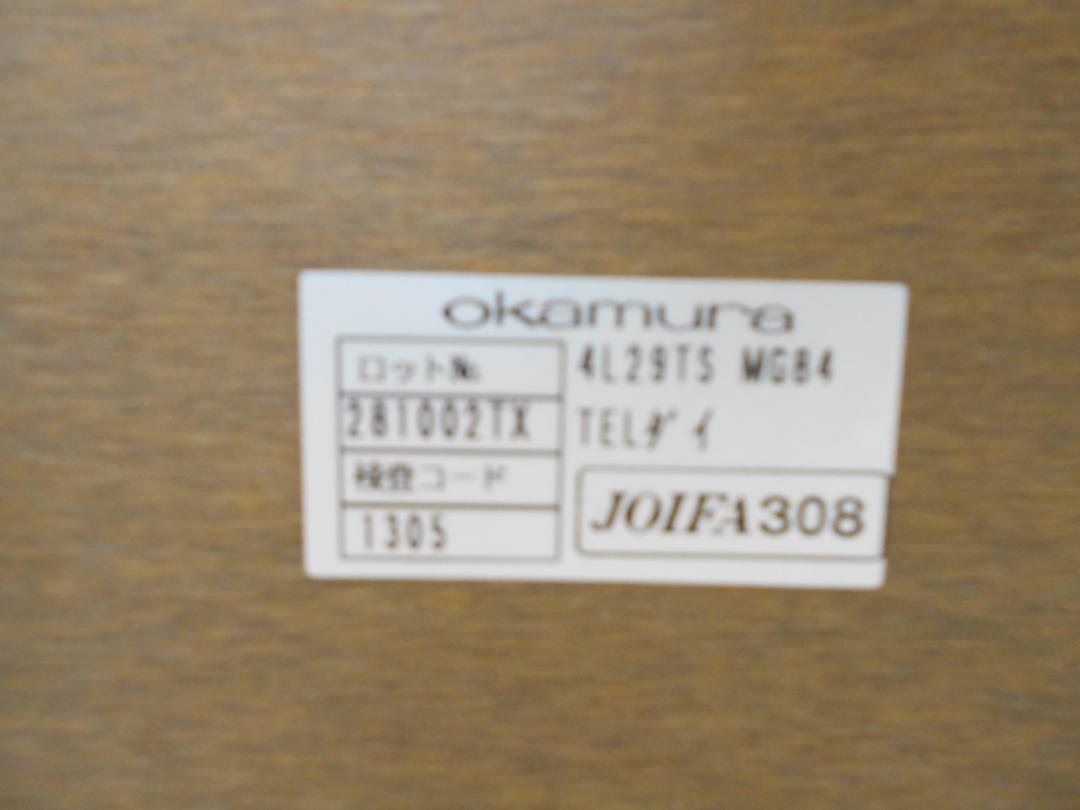 okamura
ロット№
281002TX
検査コード
1305
4L29TS MG84
TELダイ
JOIFA308